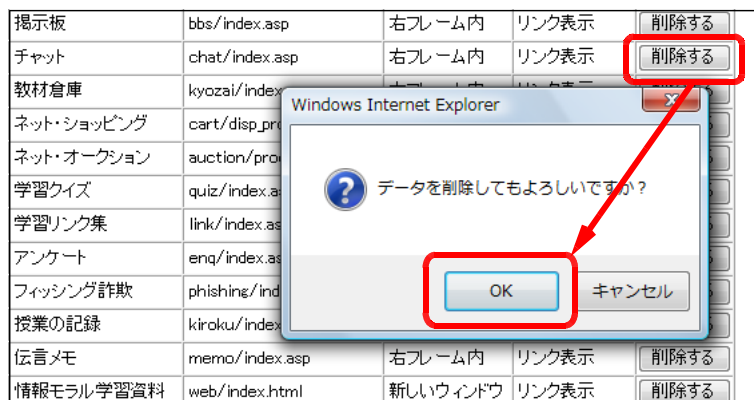 掲示板 bbs/index.asp 右フレーム内 リンク表示 削除する
チャット chat/index.asp 右フレーム内 リンク表示 削除する
教材倉庫 kyozai/index
ネット・ショッピング cart/disp_pro
ネット・オークション auction/pro
学習クイズ quiz/index.a
学習リンク集 link/index.as
アンケート enq/index.as
フィッシング詐欺 phishing/ind
授業の記録 kiroku/index
伝言メモ memo/index.asp 右フレーム内 リンク表示 削除する
情報モラル学習資料 web/index.html 新しいウィンドウ リンク表示 削除する
Windows Internet Explorer
データを削除してもよろしいですか？
OK キャンセル